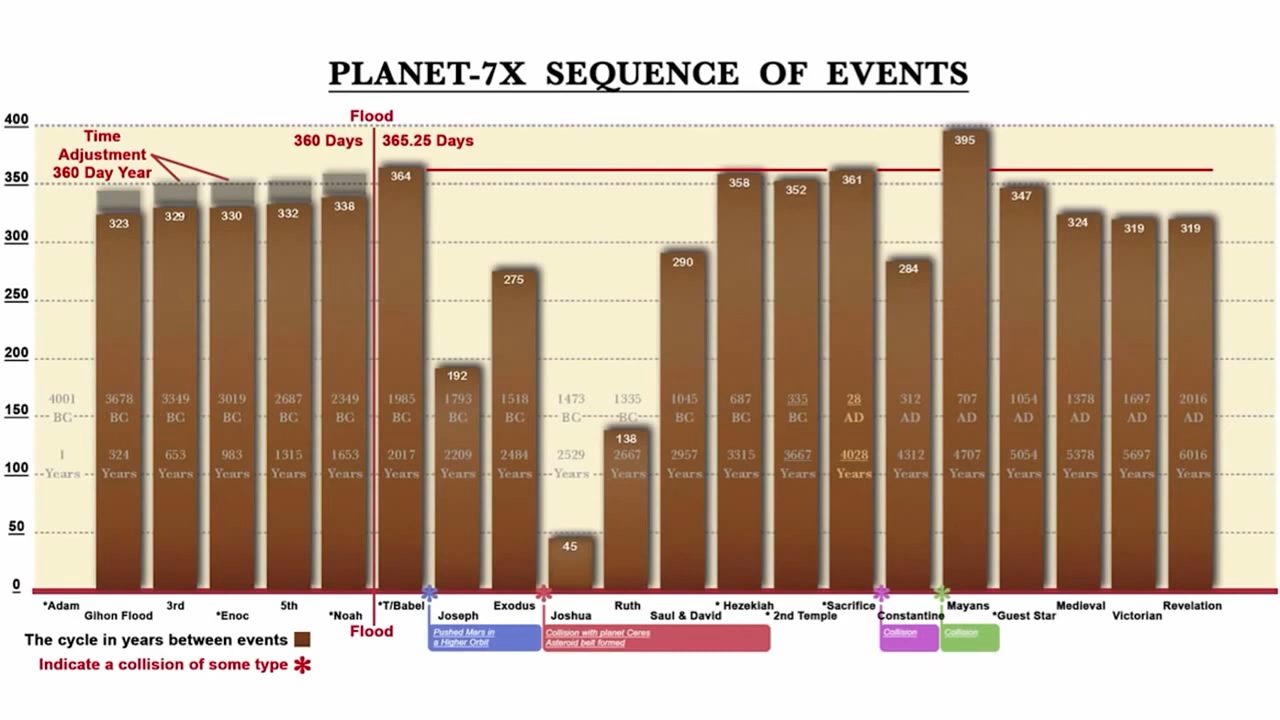 PLANET-7X SEQUENCE OF EVENTS
Flood
400
Time
Adjustment
360 Day Year
360 Days
365.25 Days
350
300
250
200
150
100
50
0
323
329
330
332
338
364
192
275
45
138
290
358
352
361
284
395
347
324
319
319
4001 3678 3349 3019 2687 2349 1985 1793 1518 1473 1335 1045 687 335 28 312 707 1054 1378 1697 2016
BC BC BC BC BC BC BC BC BC BC BC BC BC BC AD AD AD AD AD AD AD
1 324 653 983 1315 1653 2017 2209 2484 2529 2667 2957 3315 3667 4028 4312 4707 5054 5378 5697 6016
Years Years Years Years Years Years Years Years Years Years Years Years Years Years Years Years Years Years Years Years Years
*Adam
Gihon Flood
3rd
*Enoc
5th
*Noah
*T/Babel
Joseph
Exodus
Joshua
Ruth
Saul & David
* Hezekiah
* 2nd Temple
*Sacrifice
Constantine
Mayans
*Guest Star
Medieval
Victorian
Revelation
Flood
Pushed Mars in
a Higher Orbit
Collision with planet Ceres
Asteroid belt formed
Collision
Collision
The cycle in years between events
Indicate a collision of some type *